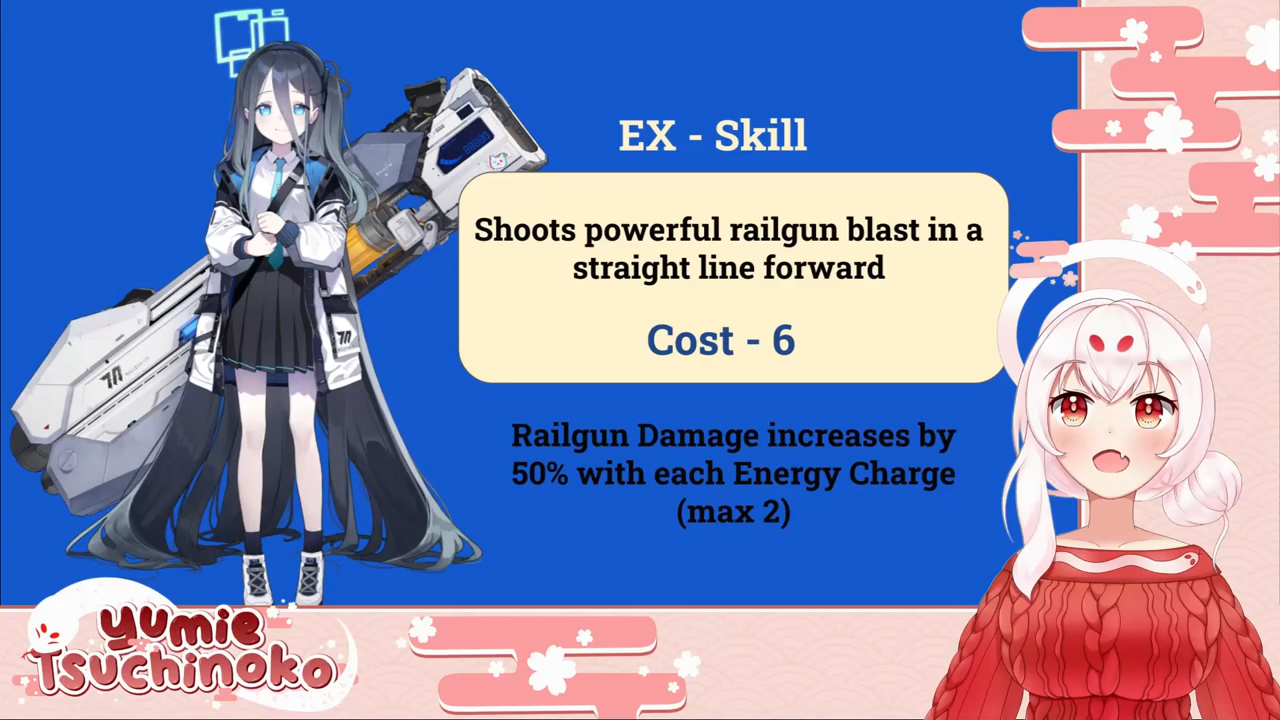 EX - Skill
Shoots powerful railgun blast in a
straight line forward
Cost - 6
Railgun Damage increases by
50% with each Energy Charge
(max 2)
yumie
Tsuchinoko